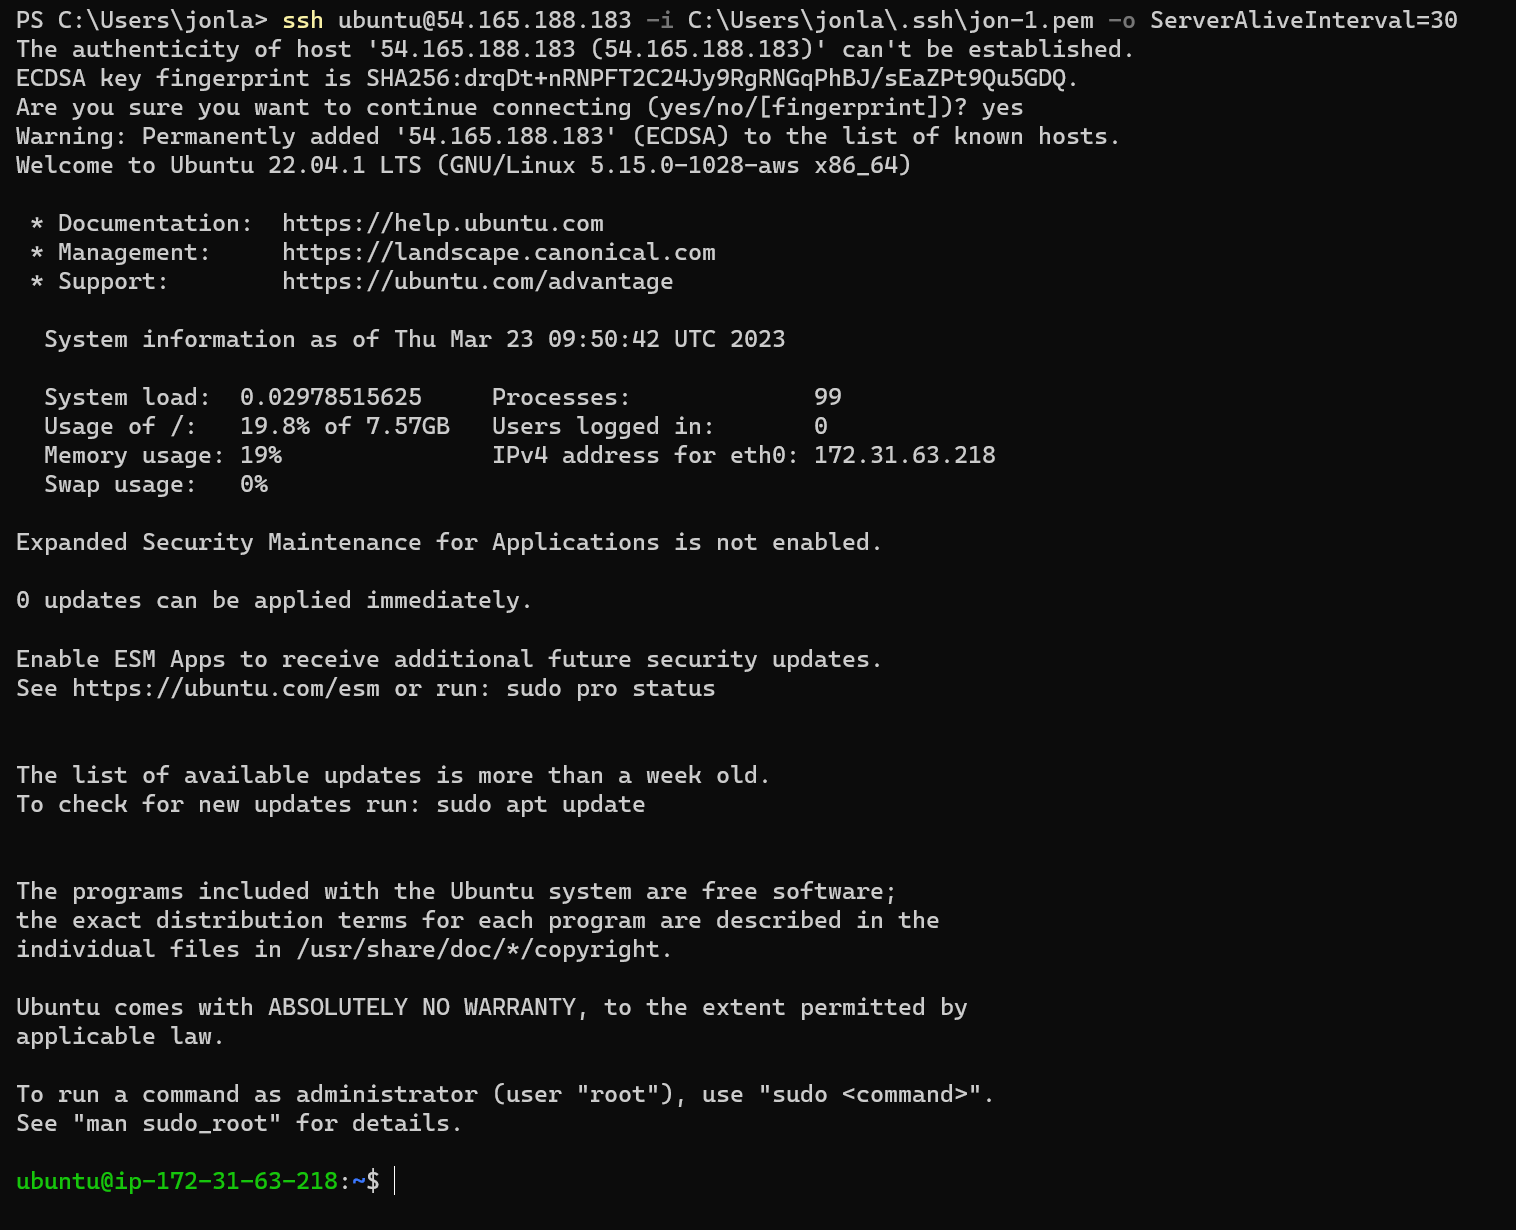 PS C:\Users\jonla> ssh ubuntu@54.165.188.183 -i C:\Users\jonla\.ssh\jon-1.pem -o ServerAliveInterval=30
The authenticity of host '54.165.188.183 (54.165.188.183)' can't be established.
ECDSA key fingerprint is SHA256:drqDt+nRNPFT2C24Jy9RgRNGqPhBJ/sEaZPt9Qu5GDQ.
Are you sure you want to continue connecting (yes/no/[fingerprint])? yes
Warning: Permanently added '54.165.188.183' (ECDSA) to the list of known hosts.
Welcome to Ubuntu 22.04.1 LTS (GNU/Linux 5.15.0-1028-aws x86_64)

 * Documentation:  https://help.ubuntu.com
 * Management:     https://landscape.canonical.com
 * Support:        https://ubuntu.com/advantage

  System information as of Thu Mar 23 09:50:42 UTC 2023

  System load:  0.02978515625     Processes:             99
  Usage of /:   19.8% of 7.57GB   Users logged in:       0
  Memory usage: 19%               IPv4 address for eth0: 172.31.63.218
  Swap usage:   0%

Expanded Security Maintenance for Applications is not enabled.

0 updates can be applied immediately.

Enable ESM Apps to receive additional future security updates.
See https://ubuntu.com/esm or run: sudo pro status


The list of available updates is more than a week old.
To check for new updates run: sudo apt update


The programs included with the Ubuntu system are free software;
the exact distribution terms for each program are described in the
individual files in /usr/share/doc/*/copyright.

Ubuntu comes with ABSOLUTELY NO WARRANTY, to the extent permitted by
applicable law.

To run a command as administrator (user "root"), use "sudo <command>".
See "man sudo_root" for details.

ubuntu@ip-172-31-63-218:~$